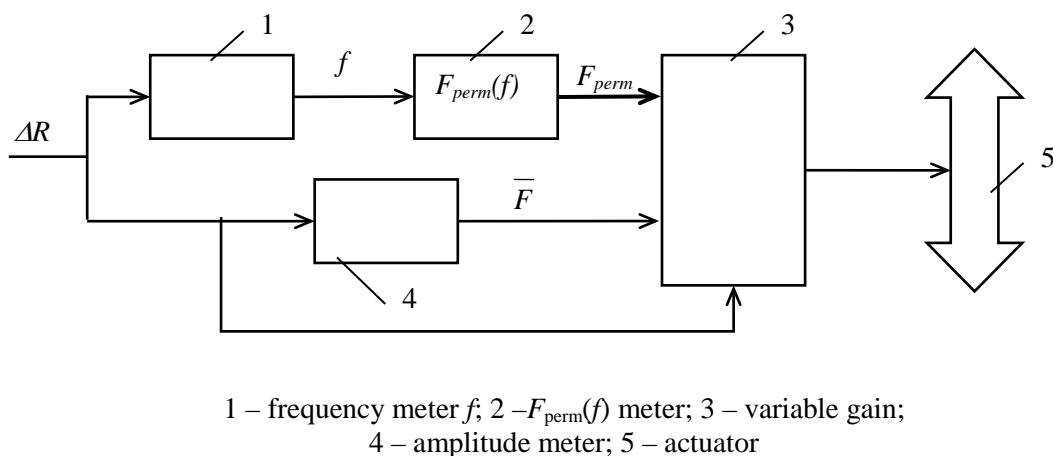 1
2
3
f
F_perm(f)
F_perm
ΔR
5
F̅
4
1 – frequency meter f; 2 –F_perm(f) meter; 3 – variable gain;
4 – amplitude meter; 5 – actuator